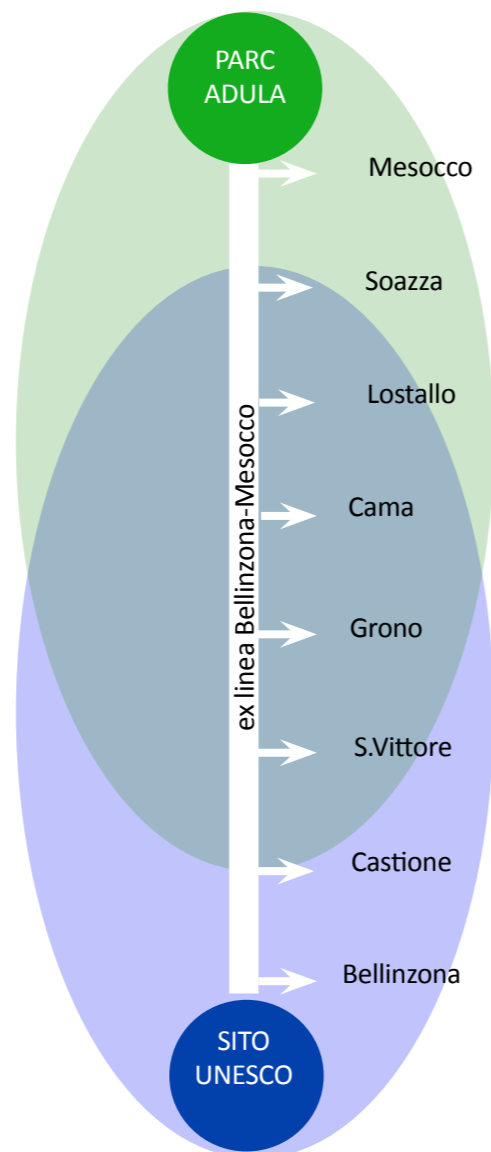 PARC
ADULA
Mesocco
Soazza
Lostallo
Cama
ex linea Bellinzona-Mesocco
Grono
S.Vittore
Castione
Bellinzona
SITO
UNESCO